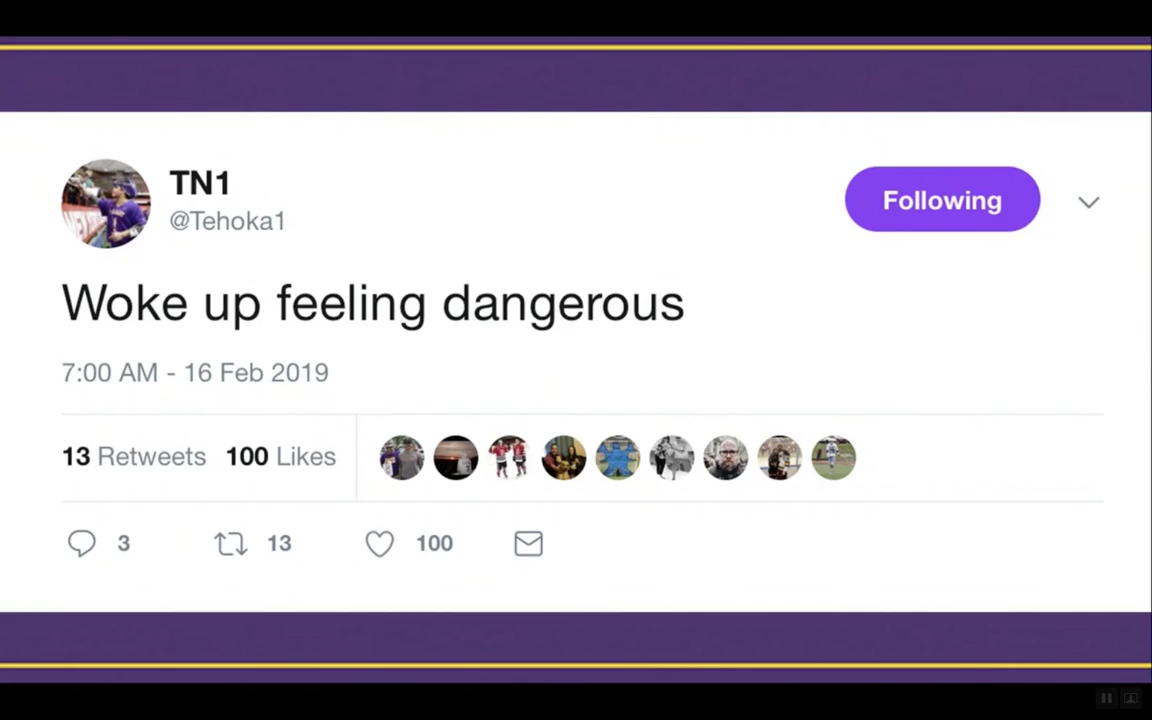 TN1
@Tehoka1
Following
Woke up feeling dangerous
7:00 AM - 16 Feb 2019
13 Retweets 100 Likes
3 13 100